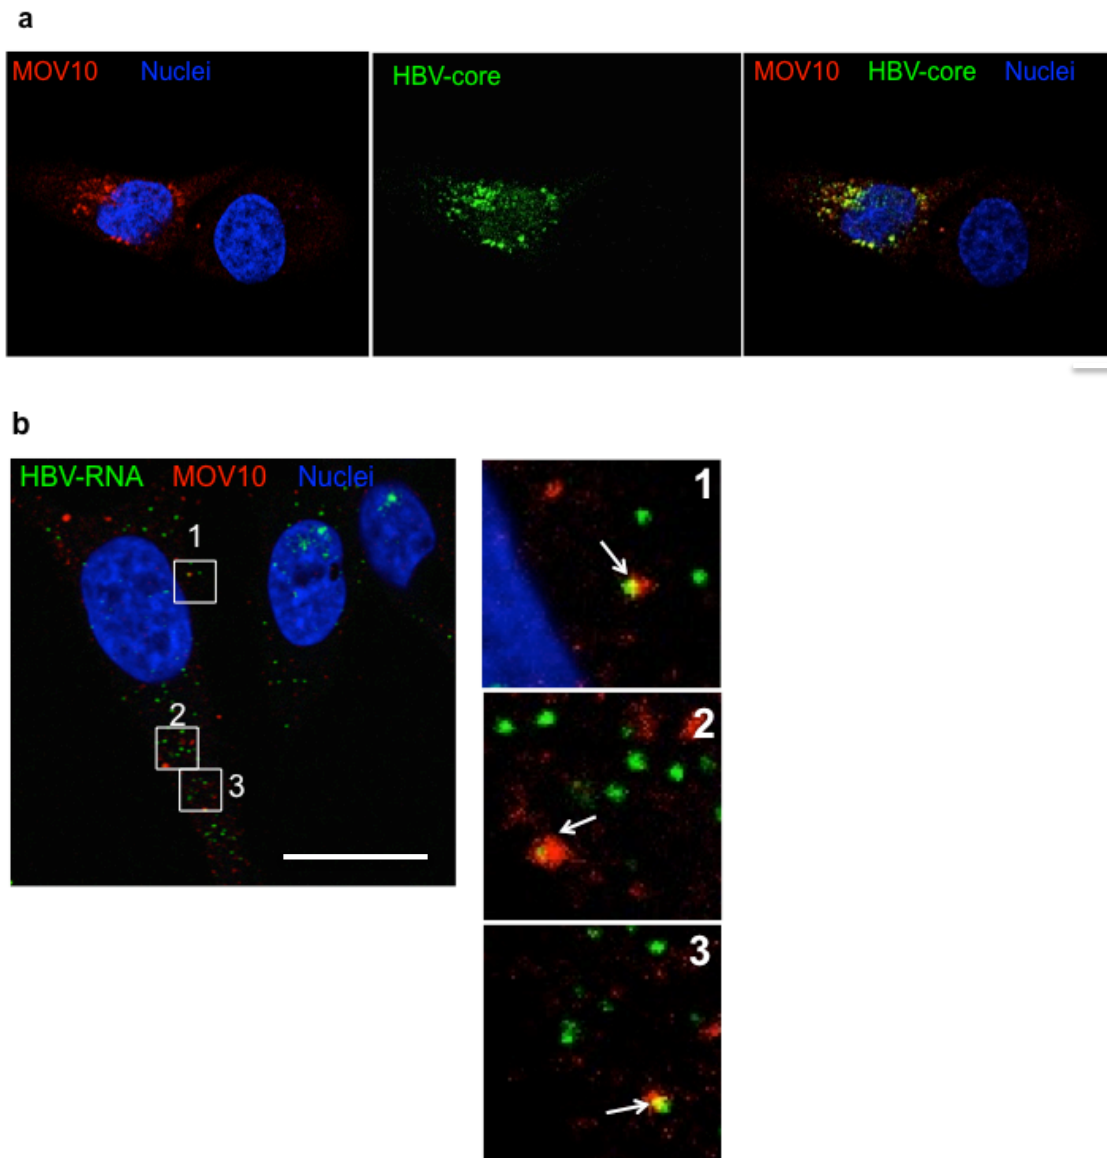 a
MOV10 Nuclei
HBV-core
MOV10 HBV-core Nuclei
b
HBV-RNA MOV10 Nuclei
1
2
3
1
2
3